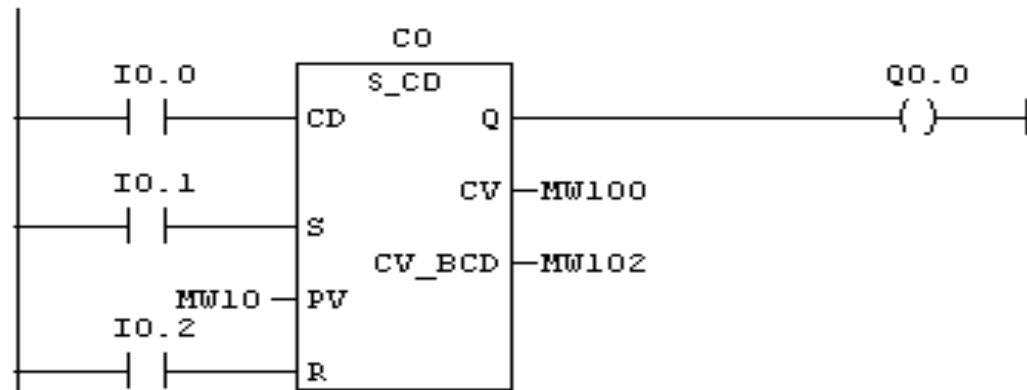 C0
I0.0 S_CD Q0.0
CD Q
I0.1 CV MW100
S
CV_BCD MW102
MW10 PV
I0.2
R